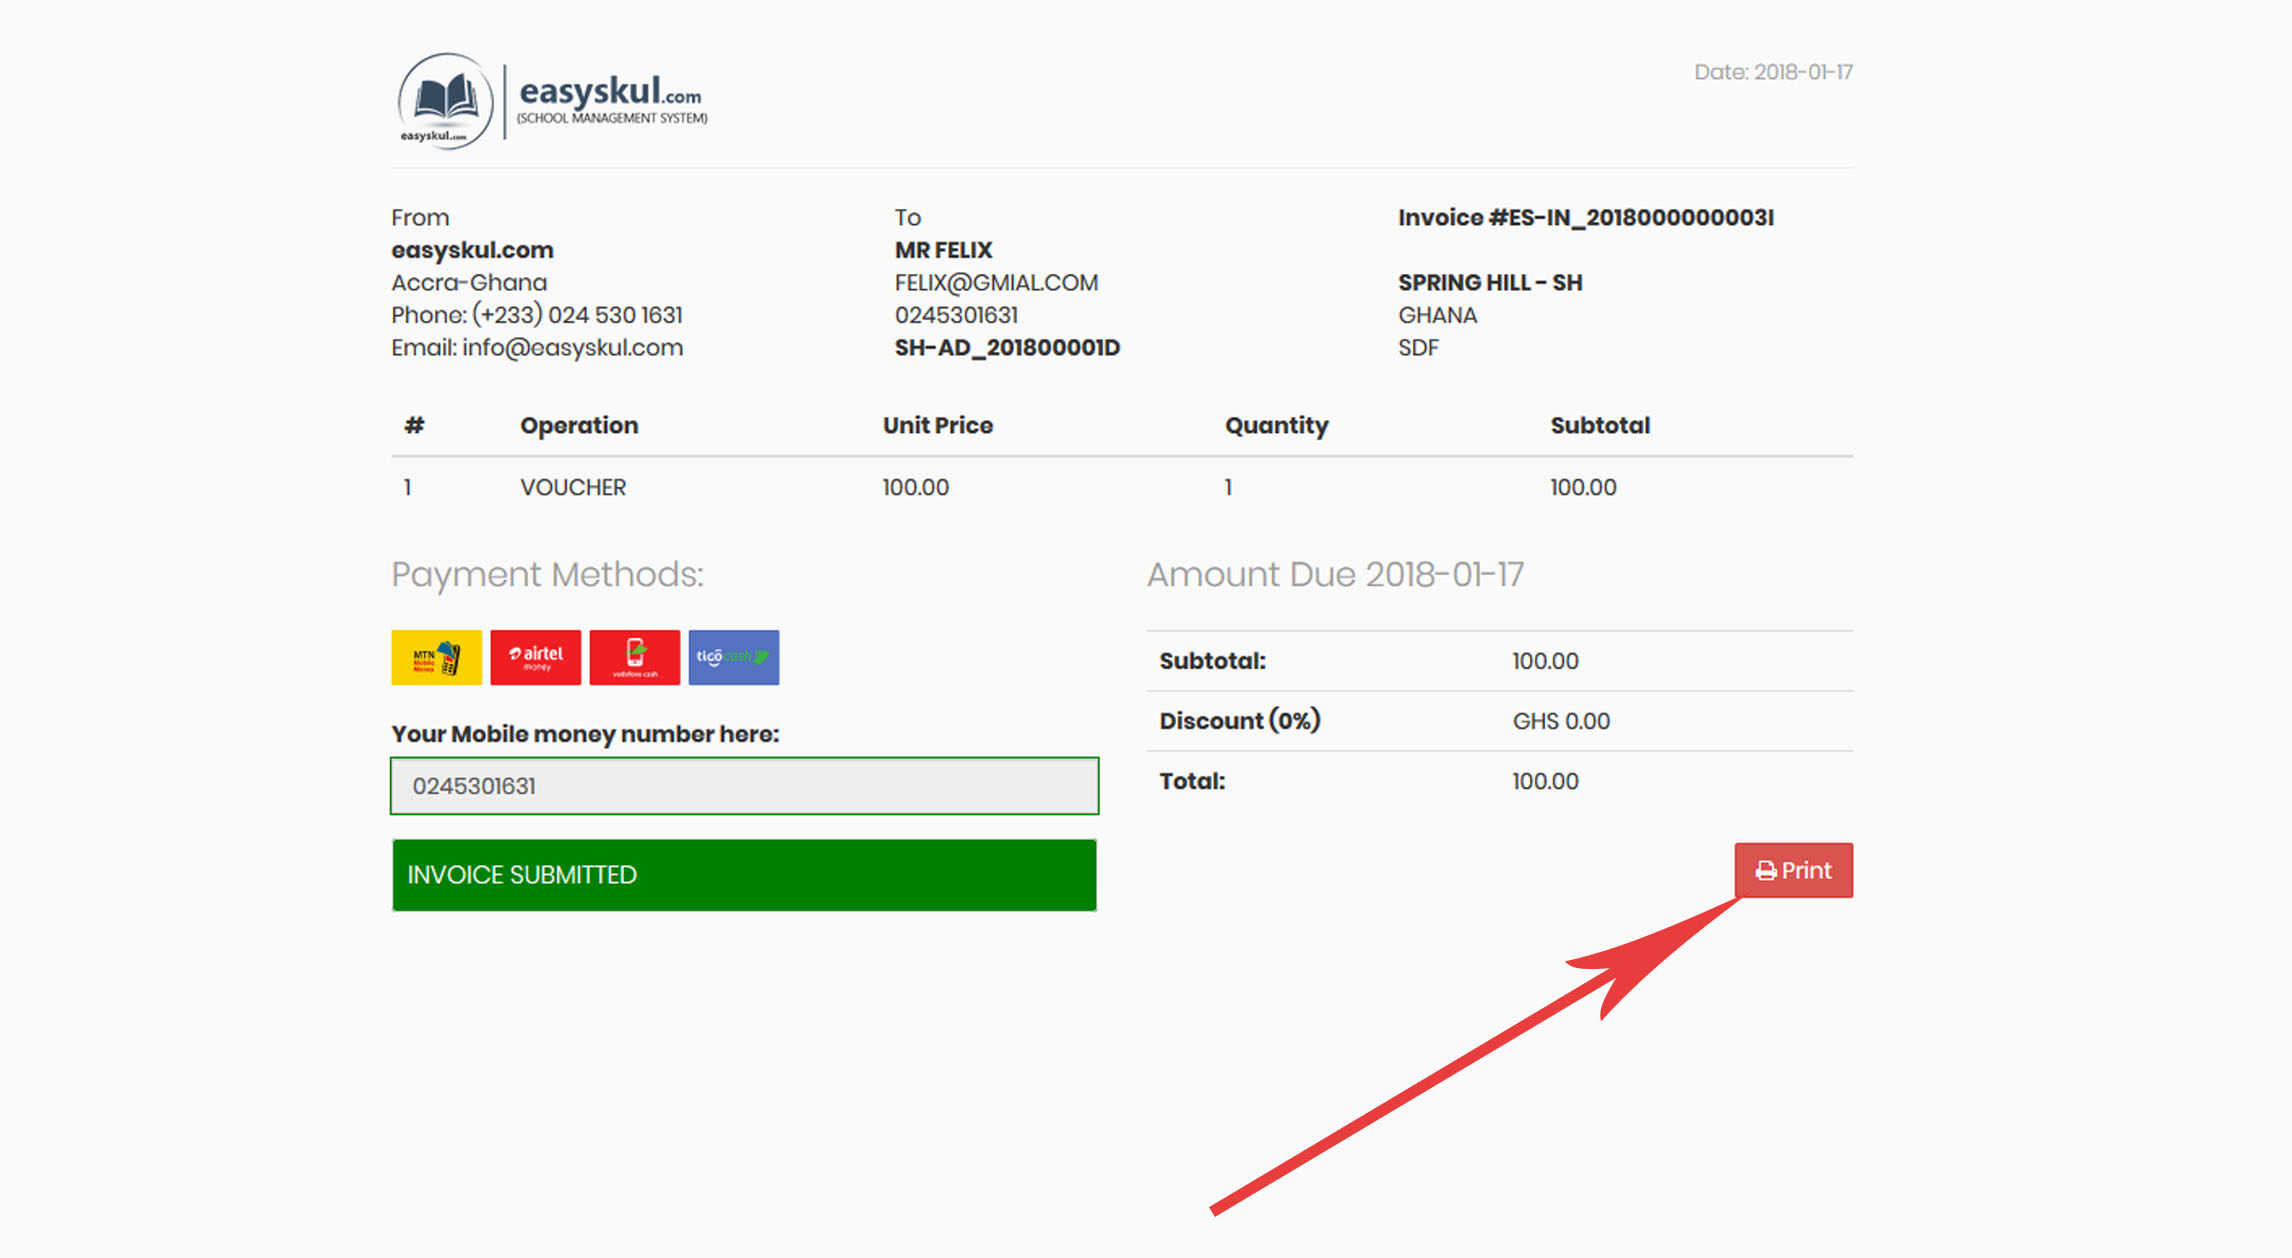 easyskul.com
easyskul.com
(SCHOOL MANAGEMENT SYSTEM)
Date: 2018-01-17
From
easyskul.com
Accra-Ghana
Phone: (+233) 024 530 1631
Email: info@easyskul.com
To
MR FELIX
FELIX@GMIAL.COM
0245301631
SH-AD_201800001D
Invoice #ES-IN_2018000000003I
SPRING HILL - SH
GHANA
SDF
# Operation Unit Price Quantity Subtotal
1 VOUCHER 100.00 1 100.00
Payment Methods:
MTN
Mobile
Money
airtel
money
vodafone cash
tigo cash
Your Mobile money number here:
0245301631
INVOICE SUBMITTED
Amount Due 2018-01-17
Subtotal: 100.00
Discount (0%) GHS 0.00
Total: 100.00
Print